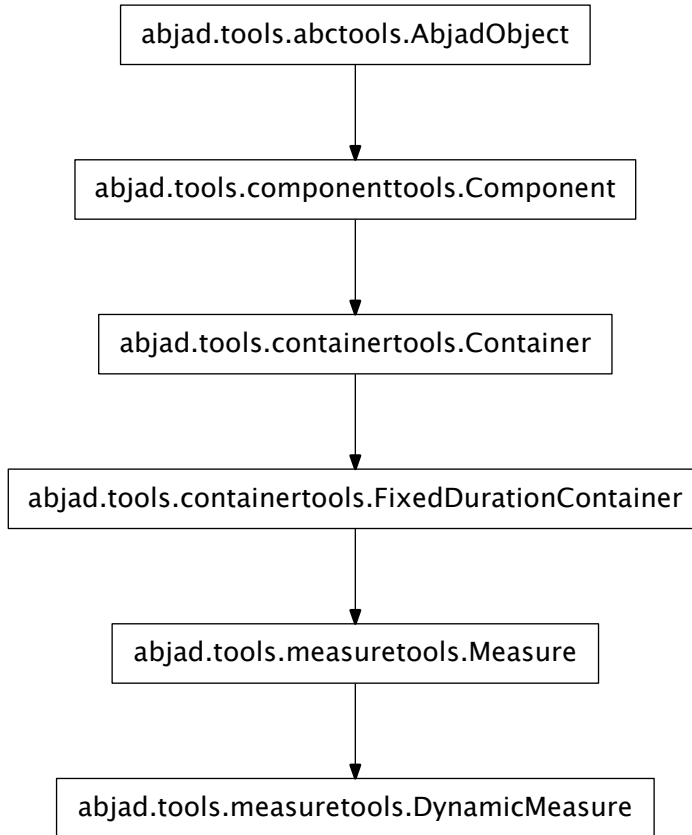 abjad.tools.abctools.AbjadObject
abjad.tools.componenttools.Component
abjad.tools.containertools.Container
abjad.tools.containertools.FixedDurationContainer
abjad.tools.measuretools.Measure
abjad.tools.measuretools.DynamicMeasure